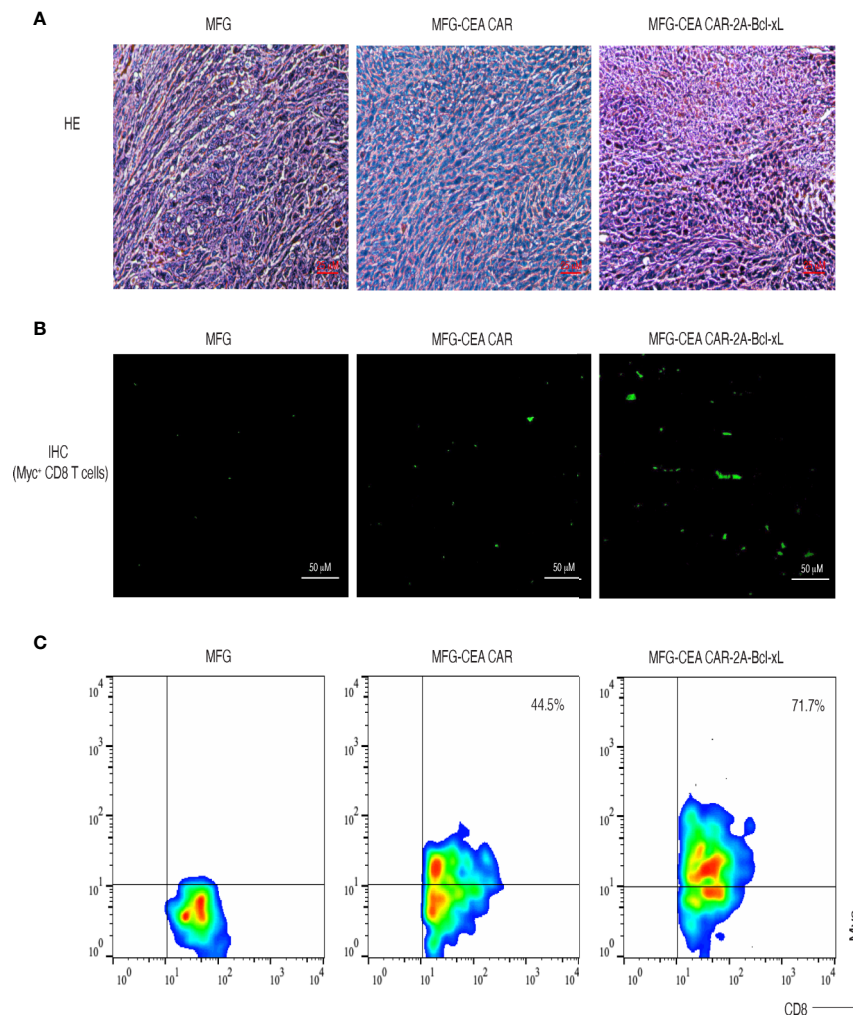 A
MFG
MFG-CEA CAR
MFG-CEA CAR-2A-Bcl-xL
HE
B
MFG
MFG-CEA CAR
MFG-CEA CAR-2A-Bcl-xL
IHC
(Myc⁺ CD8 T cells)
50 µM
50 µM
50 µM
C
MFG
MFG-CEA CAR
MFG-CEA CAR-2A-Bcl-xL
10⁴
10³
10²
10¹
10⁰
10⁰ 10¹ 10² 10³ 10⁴
44.5%
10⁴
10³
10²
10¹
10⁰
10⁰ 10¹ 10² 10³ 10⁴
71.7%
10⁴
10³
10²
10¹
10⁰
10⁰ 10¹ 10² 10³ 10⁴
CD8